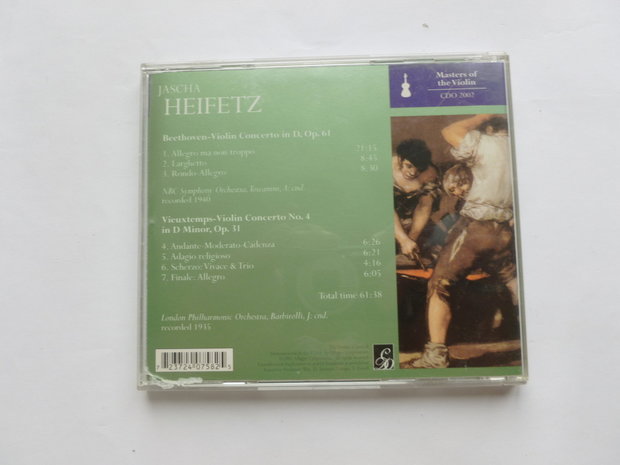 JASCHA
HEIFETZ
Beethoven-Violin Concerto in D, Op. 61
1. Allegro ma non troppo 21:15
2. Larghetto 8:45
3. Rondo-Allegro 8:30
NBC Symphony Orchestra, Toscanini, A; cnd.
recorded 1940
Vieuxtemps-Violin Concerto No. 4
in D Minor, Op. 31
4. Andante-Moderato-Cadenza 6:26
5. Adagio religioso 6:21
6. Scherzo: Vivace & Trio 4:16
7. Finale: Allegro 6:05
Total time 61:38
London Philharmonic Orchestra, Barbirolli, J; cnd.
recorded 1935
7 23724 07582 5
Masters of
the Violin
CDO 2002